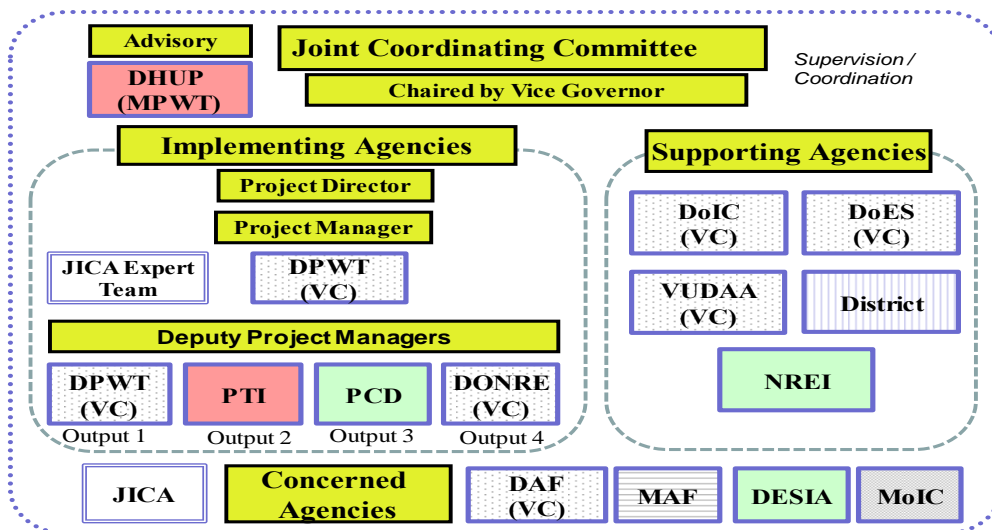 Advisory
DHUP
(MPWT)
Joint Coordinating Committee
Chaired by Vice Governor
Supervision /
Coordination
Implementing Agencies
Project Director
Project Manager
JICA Expert
Team
DPWT
(VC)
Deputy Project Managers
DPWT
(VC)
Output 1
PTI
Output 2
PCD
Output 3
DONRE
(VC)
Output 4
Supporting Agencies
DoIC
(VC)
DoES
(VC)
VUDAA
(VC)
District
NREI
JICA
Concerned
Agencies
DAF
(VC)
MAF
DESIA
MoIC